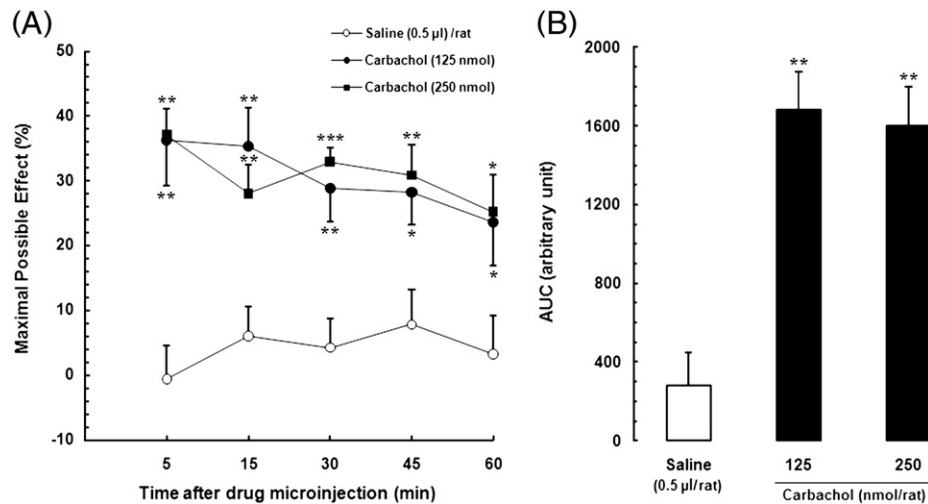 (A)
Saline (0.5 µl) /rat
Carbachol (125 nmol)
Carbachol (250 nmol)
Maximal Possible Effect (%)
50
40
30
20
10
0
-10
** **
*** **
*
**
**
**
*
*
5 15 30 45 60
Time after drug microinjection (min)
(B)
AUC (arbitrary unit)
2000
1600
1200
800
400
0
** **
Saline 125 250
(0.5 µl/rat) Carbachol (nmol/rat)